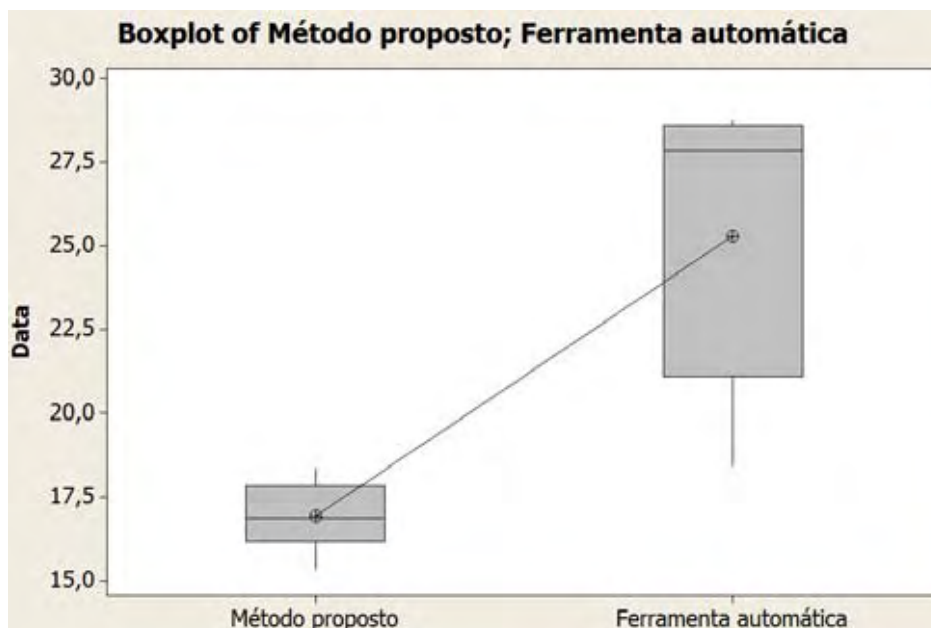 Boxplot of Método proposto; Ferramenta automática
30,0
27,5
25,0
22,5
20,0
17,5
15,0
Data
Método proposto
Ferramenta automática